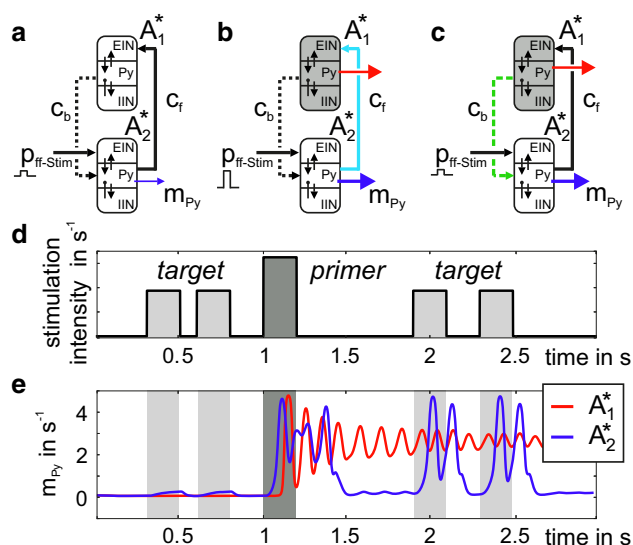 a
A*1
EIN
Py
IIN
cb
cf
A*2
pff-Stim
EIN
Py
IIN
mPy
b
A*1
EIN
Py
IIN
cb
cf
A*2
pff-Stim
EIN
Py
IIN
mPy
c
A*1
EIN
Py
IIN
cb
cf
A*2
pff-Stim
EIN
Py
IIN
mPy
d
stimulation
intensity in s-1
target
primer
target
0.5 1 1.5 2 2.5
time in s
e
mPy in s-1
4
2
0
A*1
A*2
0.5 1 1.5 2 2.5
time in s